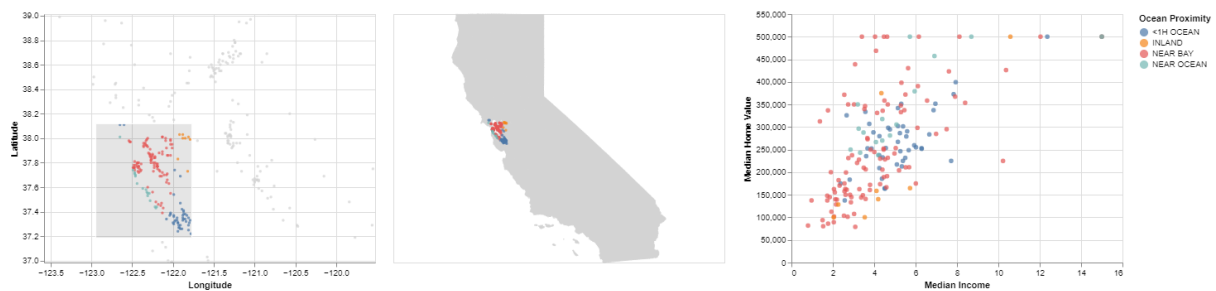 39.0
38.8
38.6
38.4
38.2
38.0
37.8
37.6
37.4
37.2
37.0
Latitude
−123.5 −123.0 −122.5 −122.0 −121.5 −121.0 −120.5 −120.0
Longitude
550,000
500,000
450,000
400,000
350,000
300,000
250,000
200,000
150,000
100,000
50,000
0
Median Home Value
0 2 4 6 8 10 12 14 16
Median Income
Ocean Proximity
<1H OCEAN
INLAND
NEAR BAY
NEAR OCEAN